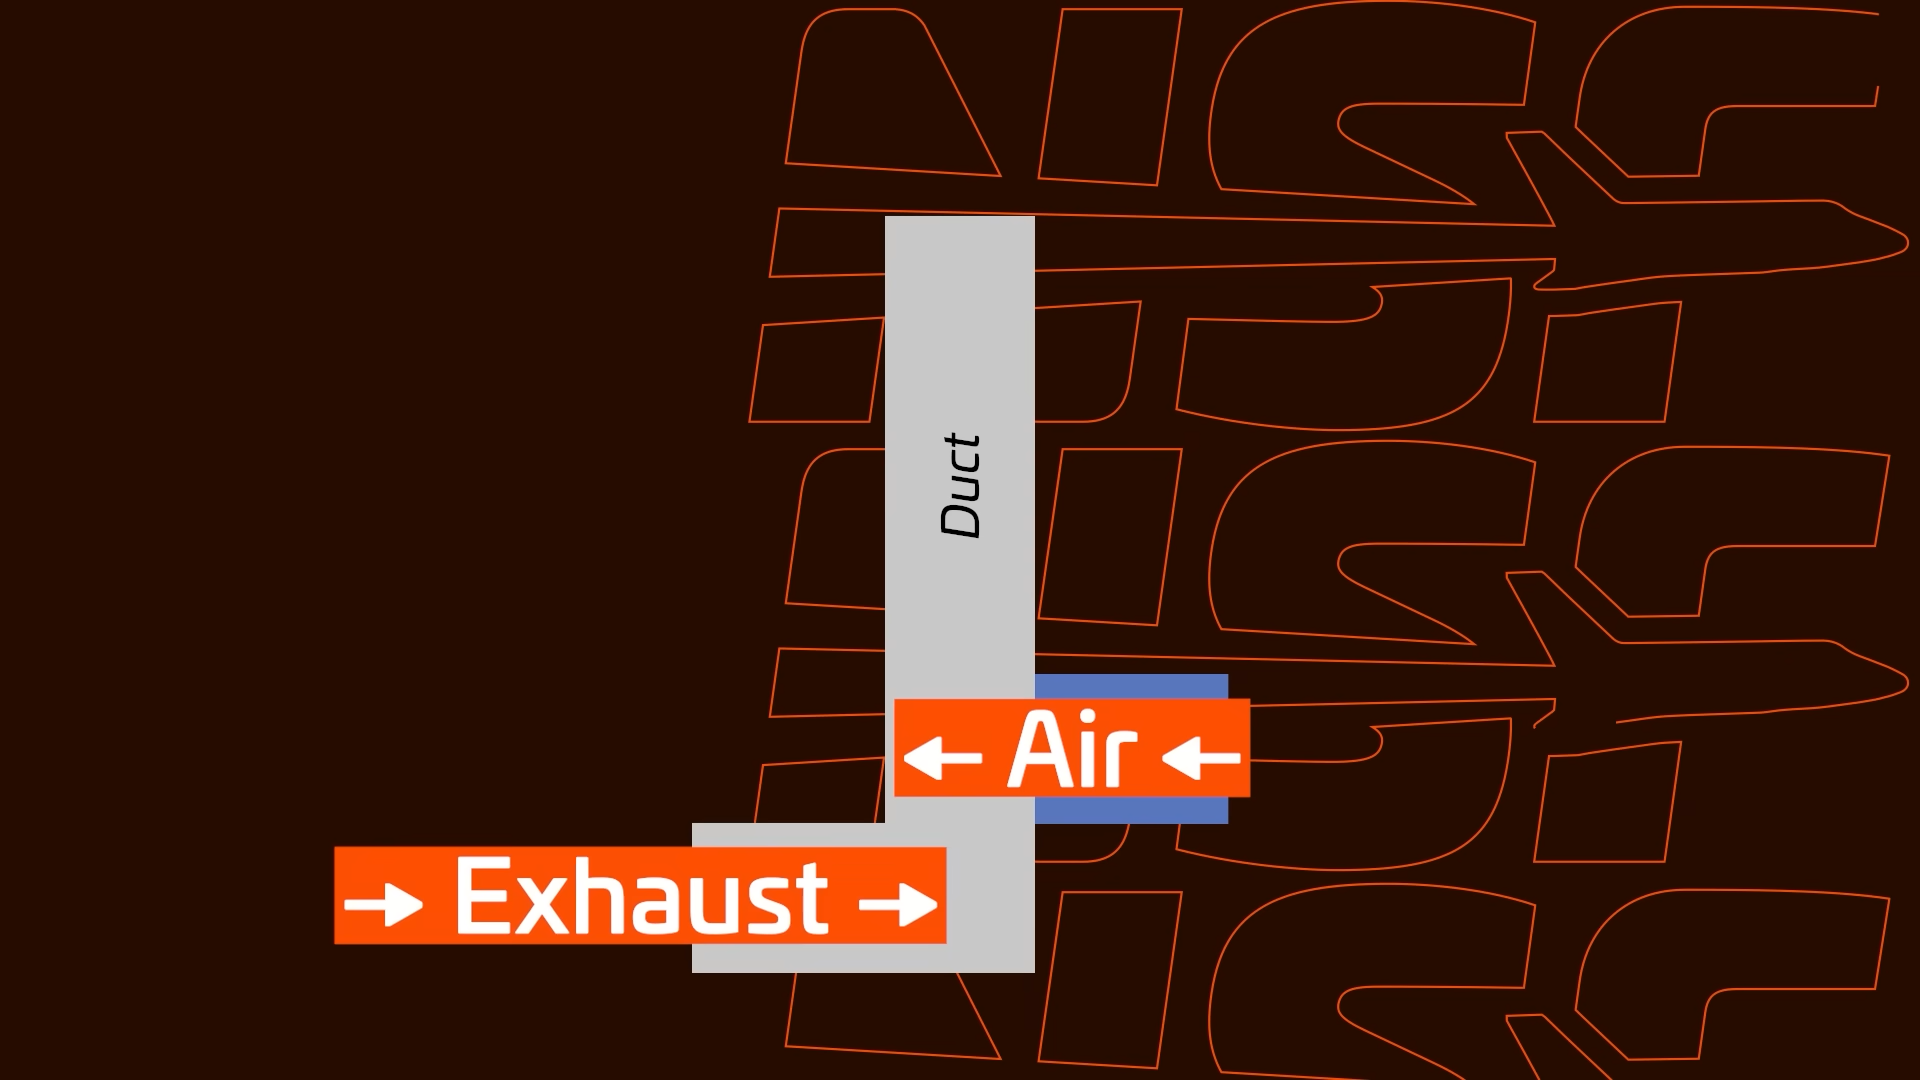 Duct
← Air ←
→ Exhaust →